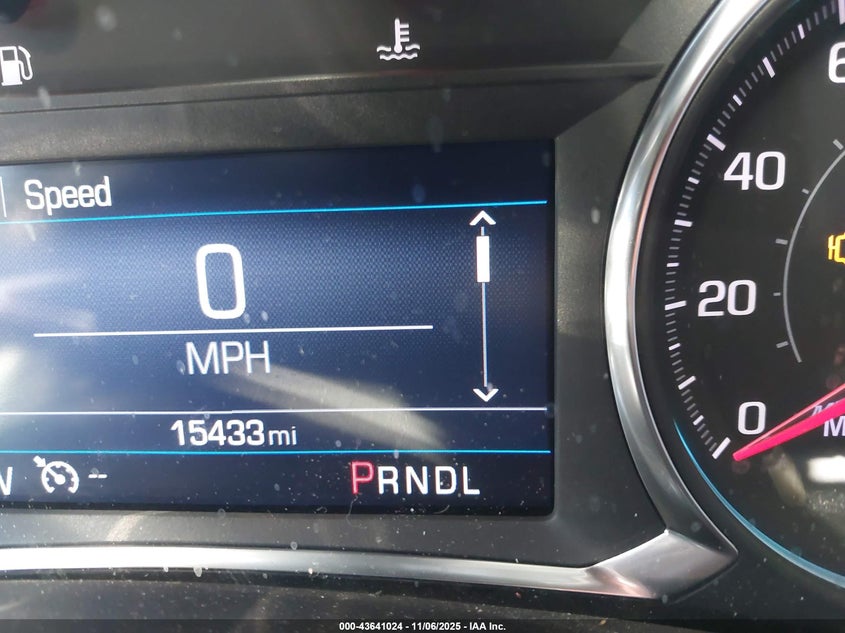 Speed
0
MPH
15433mi
PRNDL
--
40
20
0
000-43641024 - 11/06/2025 - IAA Inc.